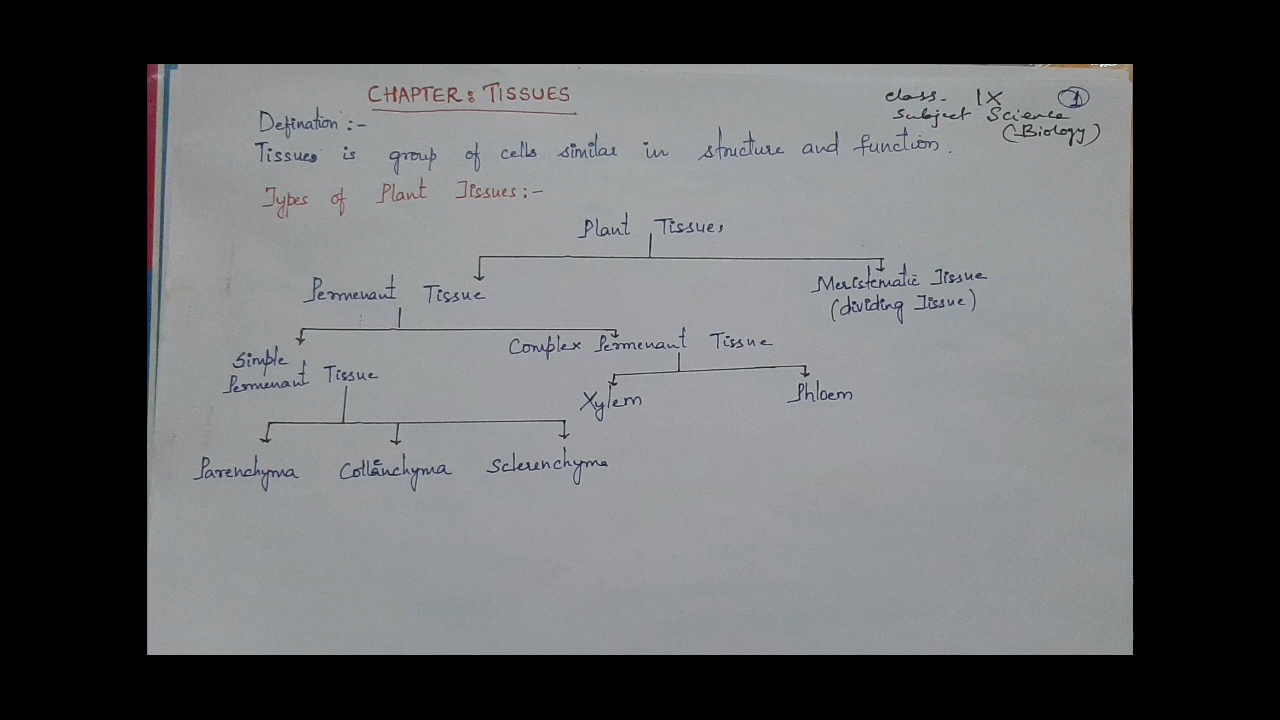 CHAPTER: TISSUES
class- IX 1
Subject Science
(Biology)
Defination :-
Tissues is group of cells similar in structure and function.
Types of Plant Tissues:-
Plant Tissues
Permenant Tissue
Meristematic Tissue
(dividing Tissue)
Simple
Permenant Tissue
Complex Permenant Tissue
Xylem Phloem
Parenchyma Collenchyma Sclerenchyma